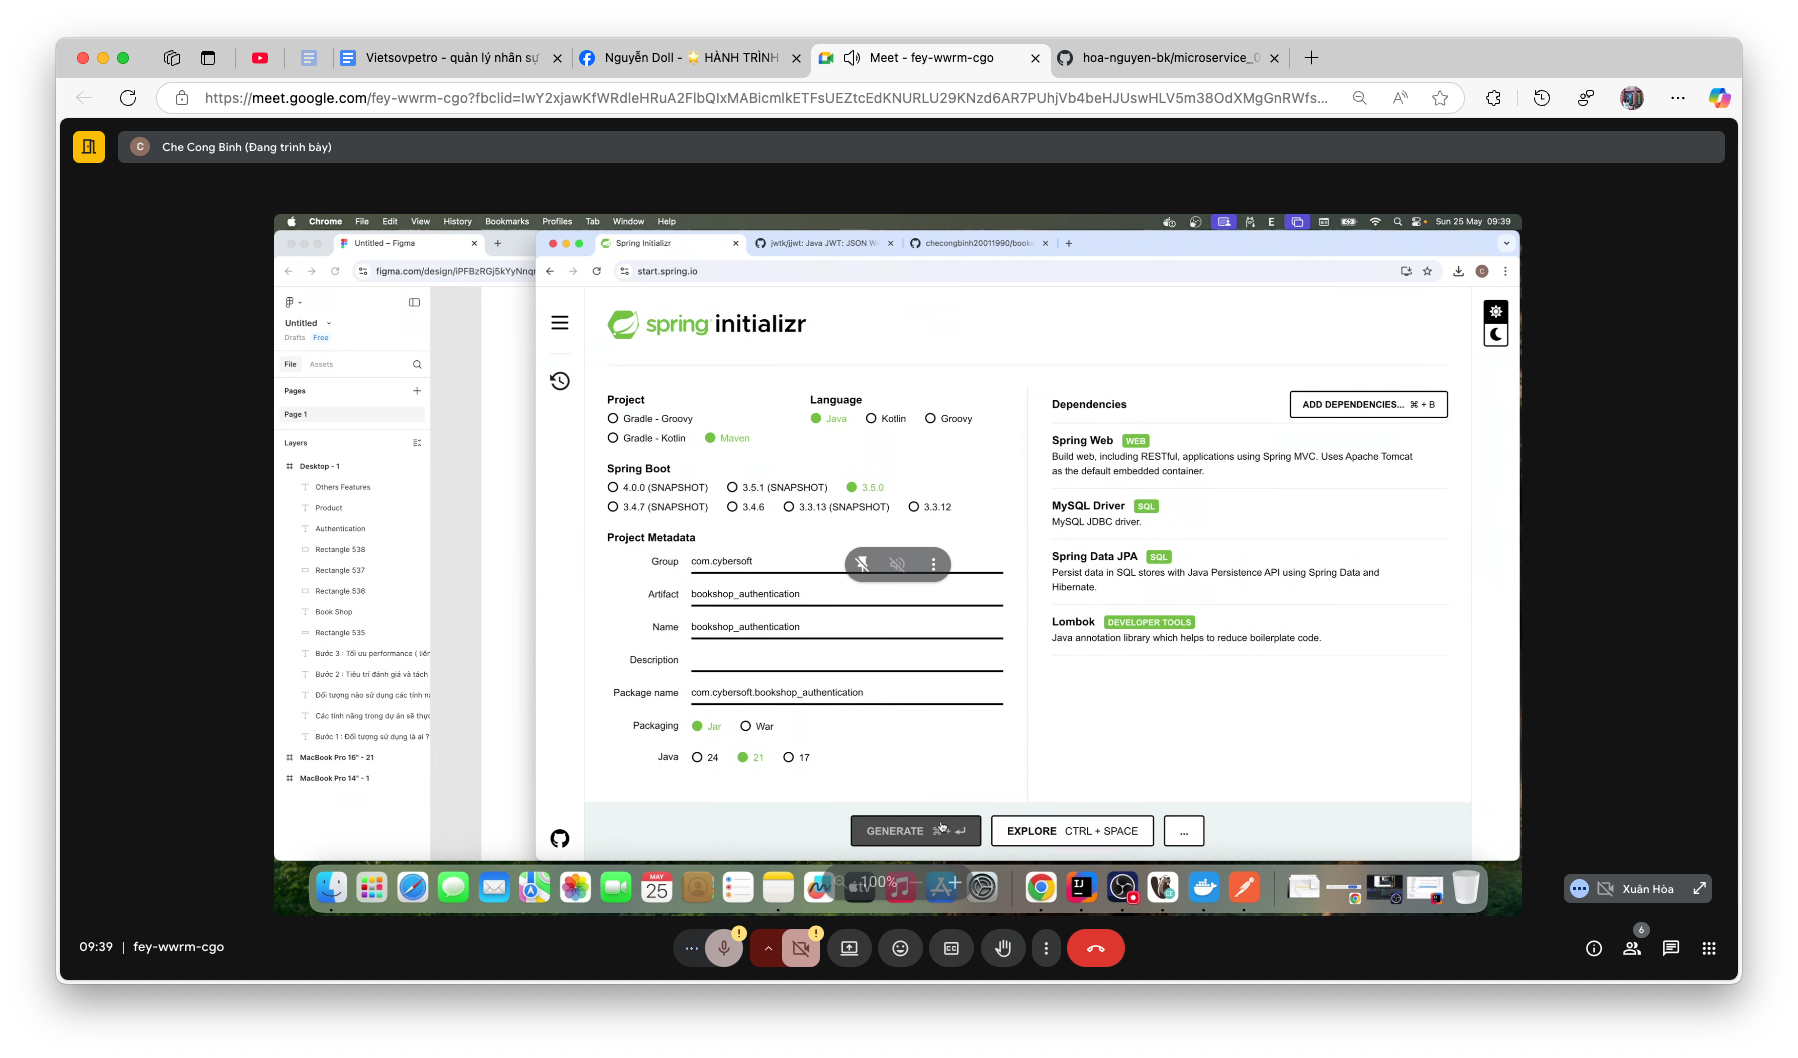 Vietsovpetro - quản lý nhân sự
Nguyễn Doll - ⭐ HÀNH TRÌNH
Meet - fey-wwrm-cgo
hoa-nguyen-bk/microservice_0
https://meet.google.com/fey-wwrm-cgo?fbclid=IwY2xjawKfWRdleHRuA2FlbQIxMABicmlkETFsUEZtcEdKNURLU29KNzd6AR7PUhjVb4beHJUswHLV5m38OdXMgGnRWfs...
C Che Cong Binh (Đang trình bày)
Chrome File Edit View History Bookmarks Profiles Tab Window Help
E
Sun 25 May 09:39
Untitled – Figma
Spring Initializr
jwtk/jjwt: Java JWT: JSON We
checongbinh20011990/books
figma.com/design/iPFBzRGj5kYyNnqr
start.spring.io
C
Untitled
Drafts Free
File Assets
Pages
Page 1
Layers
Desktop - 1
Others Features
Product
Authentication
Rectangle 538
Rectangle 537
Rectangle 536
Book Shop
Rectangle 535
Bước 3 : Tối ưu performance ( liên
Bước 2 : Tiêu trí đánh giá và tách
Đối tượng nào sử dụng các tính nă
Các tính năng trong dự án sẽ thực
Bước 1 : Đối tượng sử dụng là ai ?
MacBook Pro 16" - 21
MacBook Pro 14" - 1
spring initializr
Project
Gradle - Groovy
Gradle - Kotlin Maven
Language
Java Kotlin Groovy
Spring Boot
4.0.0 (SNAPSHOT) 3.5.1 (SNAPSHOT) 3.5.0
3.4.7 (SNAPSHOT) 3.4.6 3.3.13 (SNAPSHOT) 3.3.12
Project Metadata
Group com.cybersoft
Artifact bookshop_authentication
Name bookshop_authentication
Description
Package name com.cybersoft.bookshop_authentication
Packaging Jar War
Java 24 21 17
Dependencies
ADD DEPENDENCIES... ⌘ + B
Spring Web WEB
Build web, including RESTful, applications using Spring MVC. Uses Apache Tomcat
as the default embedded container.
MySQL Driver SQL
MySQL JDBC driver.
Spring Data JPA SQL
Persist data in SQL stores with Java Persistence API using Spring Data and
Hibernate.
Lombok DEVELOPER TOOLS
Java annotation library which helps to reduce boilerplate code.
GENERATE ⌘ + ↵
EXPLORE CTRL + SPACE
...
MAY
25
100%
Xuân Hòa
09:39 | fey-wwrm-cgo
6